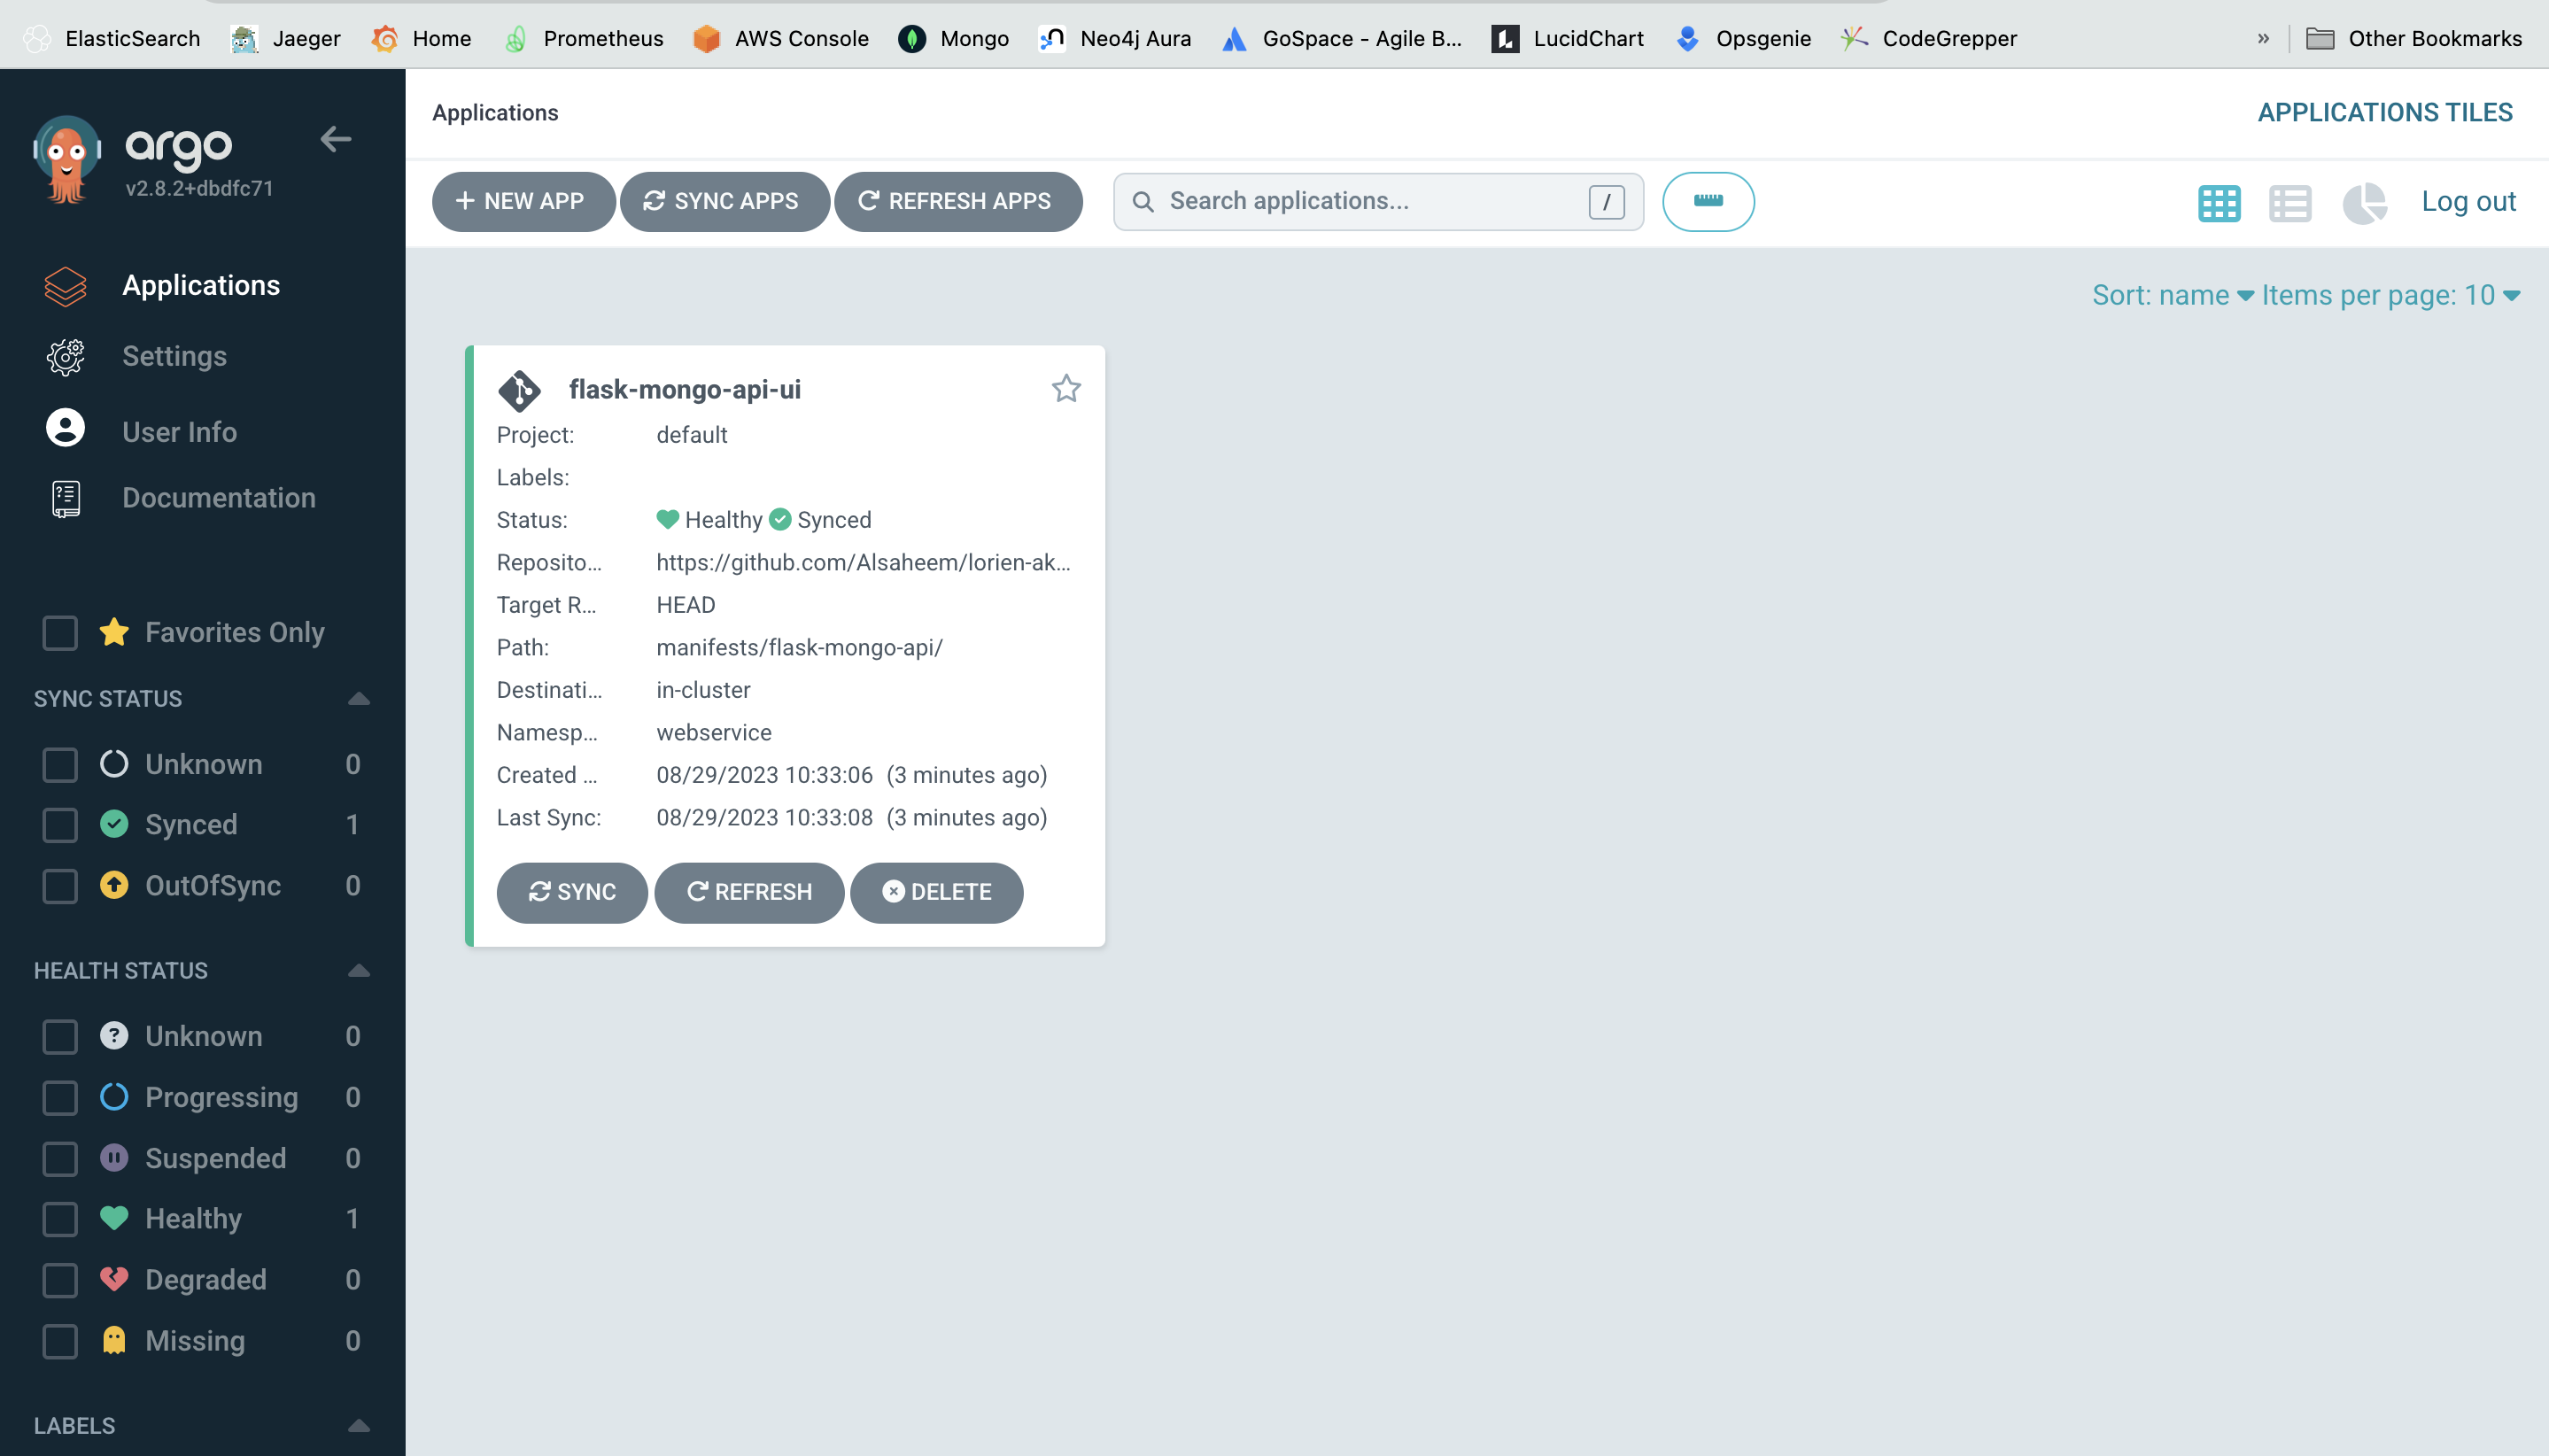 ElasticSearch Jaeger Home Prometheus AWS Console Mongo Neo4j Aura GoSpace - Agile B... LucidChart Opsgenie CodeGrepper » Other Bookmarks
argo
v2.8.2+dbdfc71
Applications
Settings
User Info
Documentation
Favorites Only
SYNC STATUS
Unknown 0
Synced 1
OutOfSync 0
HEALTH STATUS
Unknown 0
Progressing 0
Suspended 0
Healthy 1
Degraded 0
Missing 0
LABELS
Applications
APPLICATIONS TILES
+ NEW APP SYNC APPS REFRESH APPS Search applications... / Log out
Sort: name Items per page: 10
flask-mongo-api-ui
Project: default
Labels:
Status: Healthy Synced
Reposito... https://github.com/Alsaheem/lorien-ak...
Target R... HEAD
Path: manifests/flask-mongo-api/
Destinati... in-cluster
Namesp... webservice
Created ... 08/29/2023 10:33:06 (3 minutes ago)
Last Sync: 08/29/2023 10:33:08 (3 minutes ago)
SYNC REFRESH DELETE